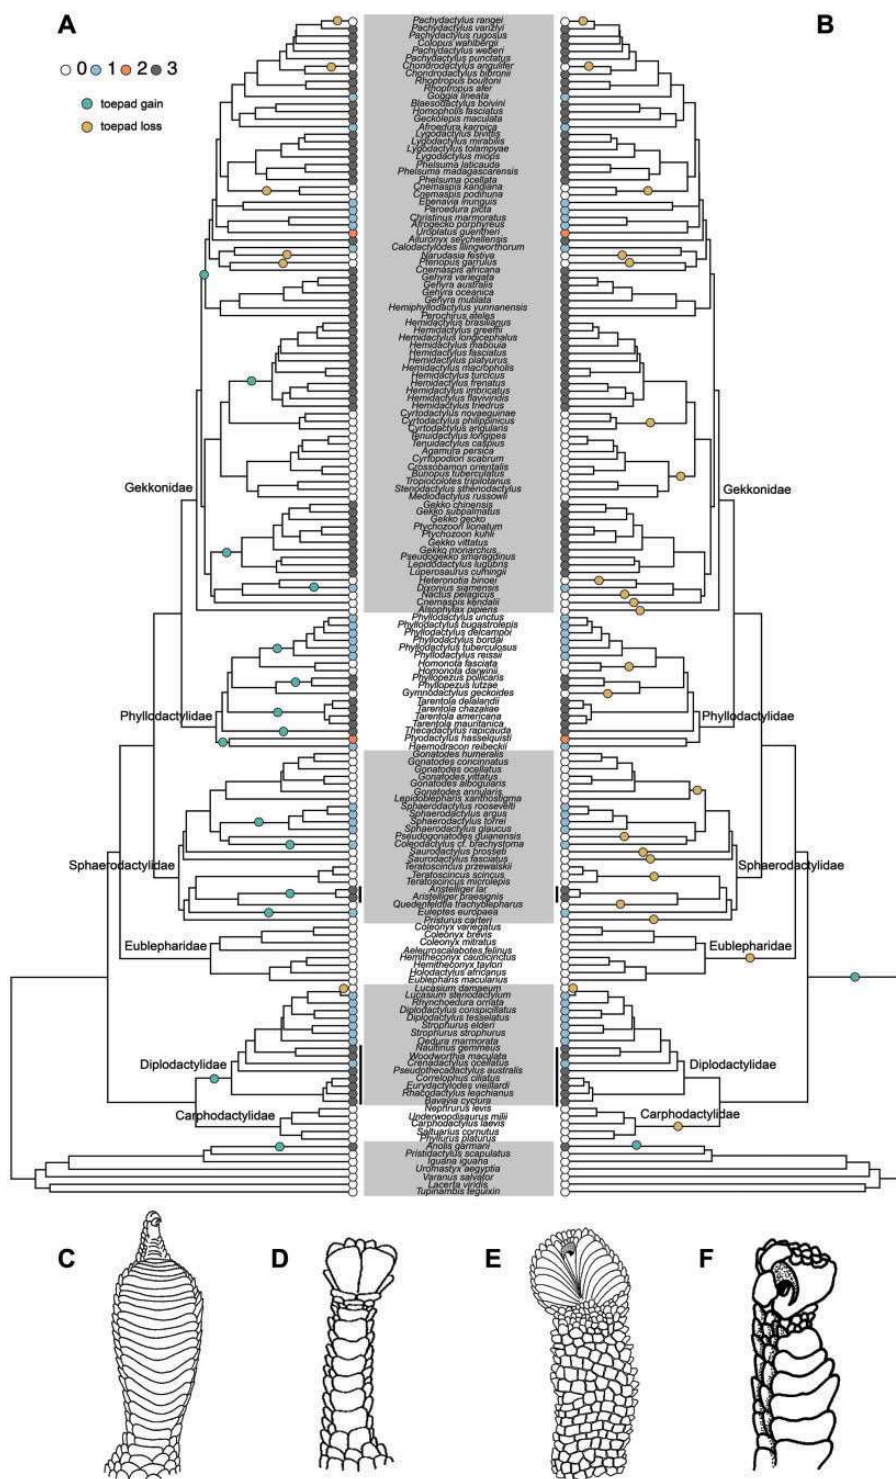 A
B
0 1 2 3
toepad gain
toepad loss
Pachydactylus rangei
Pachydactylus vanzyli
Pachydactylus rugosus
Colopus wahlbergii
Pachydactylus weberi
Pachydactylus punctatus
Chondrodactylus angulifer
Chondrodactylus bibronii
Rhoptropus boultoni
Rhoptropus afer
Goggia lineata
Blaesodactylus boivini
Homopholis fasciatus
Geckolepis maculata
Afroedura karroica
Lygodactylus bivittis
Lygodactylus mirabilis
Lygodactylus tolampyae
Lygodactylus miops
Phelsuma laticauda
Phelsuma madagascarensis
Phelsuma ocellata
Cnemaspis kandiana
Cnemaspis podihuna
Ebenavia inunguis
Paroedura picta
Christinus marmoratus
Afrogecko porphyreus
Uroplatus guentheri
Ailuronyx seychellensis
Calodactylodes illingworthorum
Narudasia festiva
Ptenopus garrulus
Cnemaspis africana
Gehyra variegata
Gehyra australis
Gehyra oceanica
Gehyra mutilata
Hemiphyllodactylus yunnanensis
Perochirus ateles
Hemidactylus brasilianus
Hemidactylus greeffii
Hemidactylus longicephalus
Hemidactylus mabouia
Hemidactylus fasciatus
Hemidactylus platyurus
Hemidactylus macropholis
Hemidactylus turcicus
Hemidactylus frenatus
Hemidactylus imbricatus
Hemidactylus flaviviridis
Hemidactylus triedrus
Cyrtodactylus novaeguinae
Cyrtodactylus philippinicus
Cyrtodactylus angularis
Tenuidactylus longipes
Tenuidactylus caspius
Agamura persica
Cyrtopodion scabrum
Crossobamon orientalis
Bunopus tuberculatus
Tropiocolotes tripolitanus
Stenodactylus sthenodactylus
Mediodactylus russowii
Gekkonidae
Gekkonidae
Gekko chinensis
Gekko subpalmatus
Gekko gecko
Ptychozoon lionatum
Ptychozoon kuhli
Gekko vittatus
Gekko monarchus
Pseudogekko smaragdinus
Lepidodactylus lugubris
Luperosaurus cumingii
Heteronotia binoei
Dixonius siamensis
Nactus pelagicus
Cnemaspis kendalii
Alsophylax pipiens
Phyllodactylus unctus
Phyllodactylus bugastrolepis
Phyllodactylus delcampoi
Phyllodactylus bordai
Phyllodactylus tuberculosus
Phyllodactylus reissii
Homonota fasciata
Homonota darwinii
Phyllopezus pollicaris
Phyllopezus lutzae
Gymnodactylus geckoides
Tarentola delalandii
Tarentola chazaliae
Tarentola americana
Tarentola mauritanica
Phyllodactylidae
Phyllodactylidae
Thecadactylus rapicauda
Ptyodactylus hasselquisti
Haemodracon reibeckii
Gonatodes humeralis
Gonatodes concinnatus
Gonatodes ocellatus
Gonatodes vittatus
Gonatodes albogularis
Gonatodes annularis
Lepidoblepharis xanthostigma
Sphaerodactylus roosevelti
Sphaerodactylus argus
Sphaerodactylus torrei
Sphaerodactylus glaucus
Pseudogonatodes guianensis
Coleodactylus cf. brachystoma
Saurodactylus brosseti
Saurodactylus fasciatus
Sphaerodactylidae
Sphaerodactylidae
Teratoscincus przewalskii
Teratoscincus scincus
Teratoscincus microlepis
Aristelliger lar
Aristelliger praesignis
Quedenfeldtia trachyblepharus
Euleptes europaea
Pristurus carteri
Coleonyx variegatus
Coleonyx brevis
Coleonyx mitratus
Eublepharidae
Eublepharidae
Aeleuroscalabotes felinus
Hemitheconyx caudicinctus
Hemitheconyx taylori
Holodactylus africanus
Eublepharis macularius
Lucasium damaeum
Lucasium stenodactylum
Rhynchoedura ornata
Diplodactylus conspicillatus
Diplodactylus tesselatus
Strophurus elderi
Strophurus strophurus
Oedura marmorata
Naultinus gemmeus
Woodworthia maculata
Crenadactylus ocellatus
Diplodactylidae
Diplodactylidae
Pseudothecadactylus australis
Correlophus ciliatus
Eurydactylodes vieillardi
Rhacodactylus leachianus
Bavayia cyclura
Nephrurus levis
Carphodactylidae
Carphodactylidae
Underwoodisaurus milii
Carphodactylus laevis
Saltuarius cornutus
Phyllurus platurus
Anolis garmani
Pristidactylus scapulatus
Iguana iguana
Uromastyx aegyptia
Varanus salvator
Lacerta viridis
Tupinambis teguixin
C
D
E
F